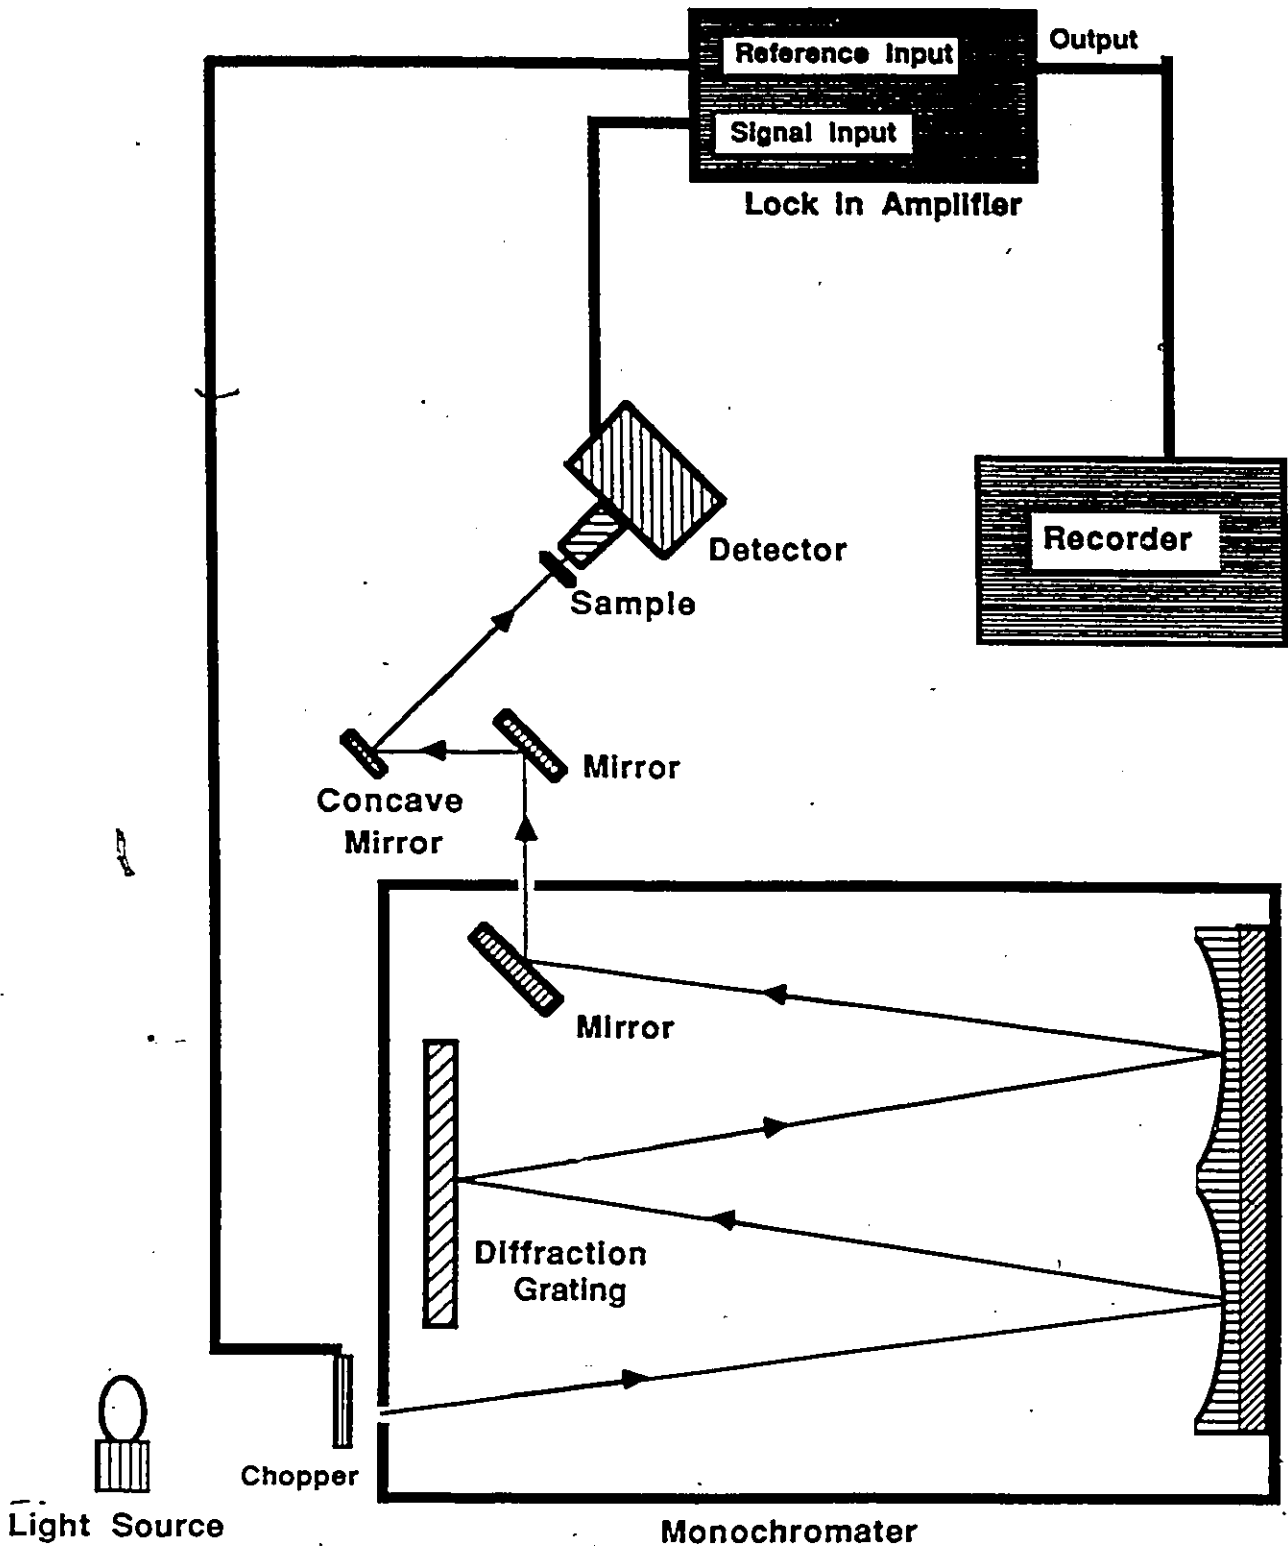 Reference Input
Output
Signal Input
Lock in Amplifier
Recorder
Detector
Sample
Mirror
Concave
Mirror
Mirror
Diffraction
Grating
Chopper
Light Source
Monochromater